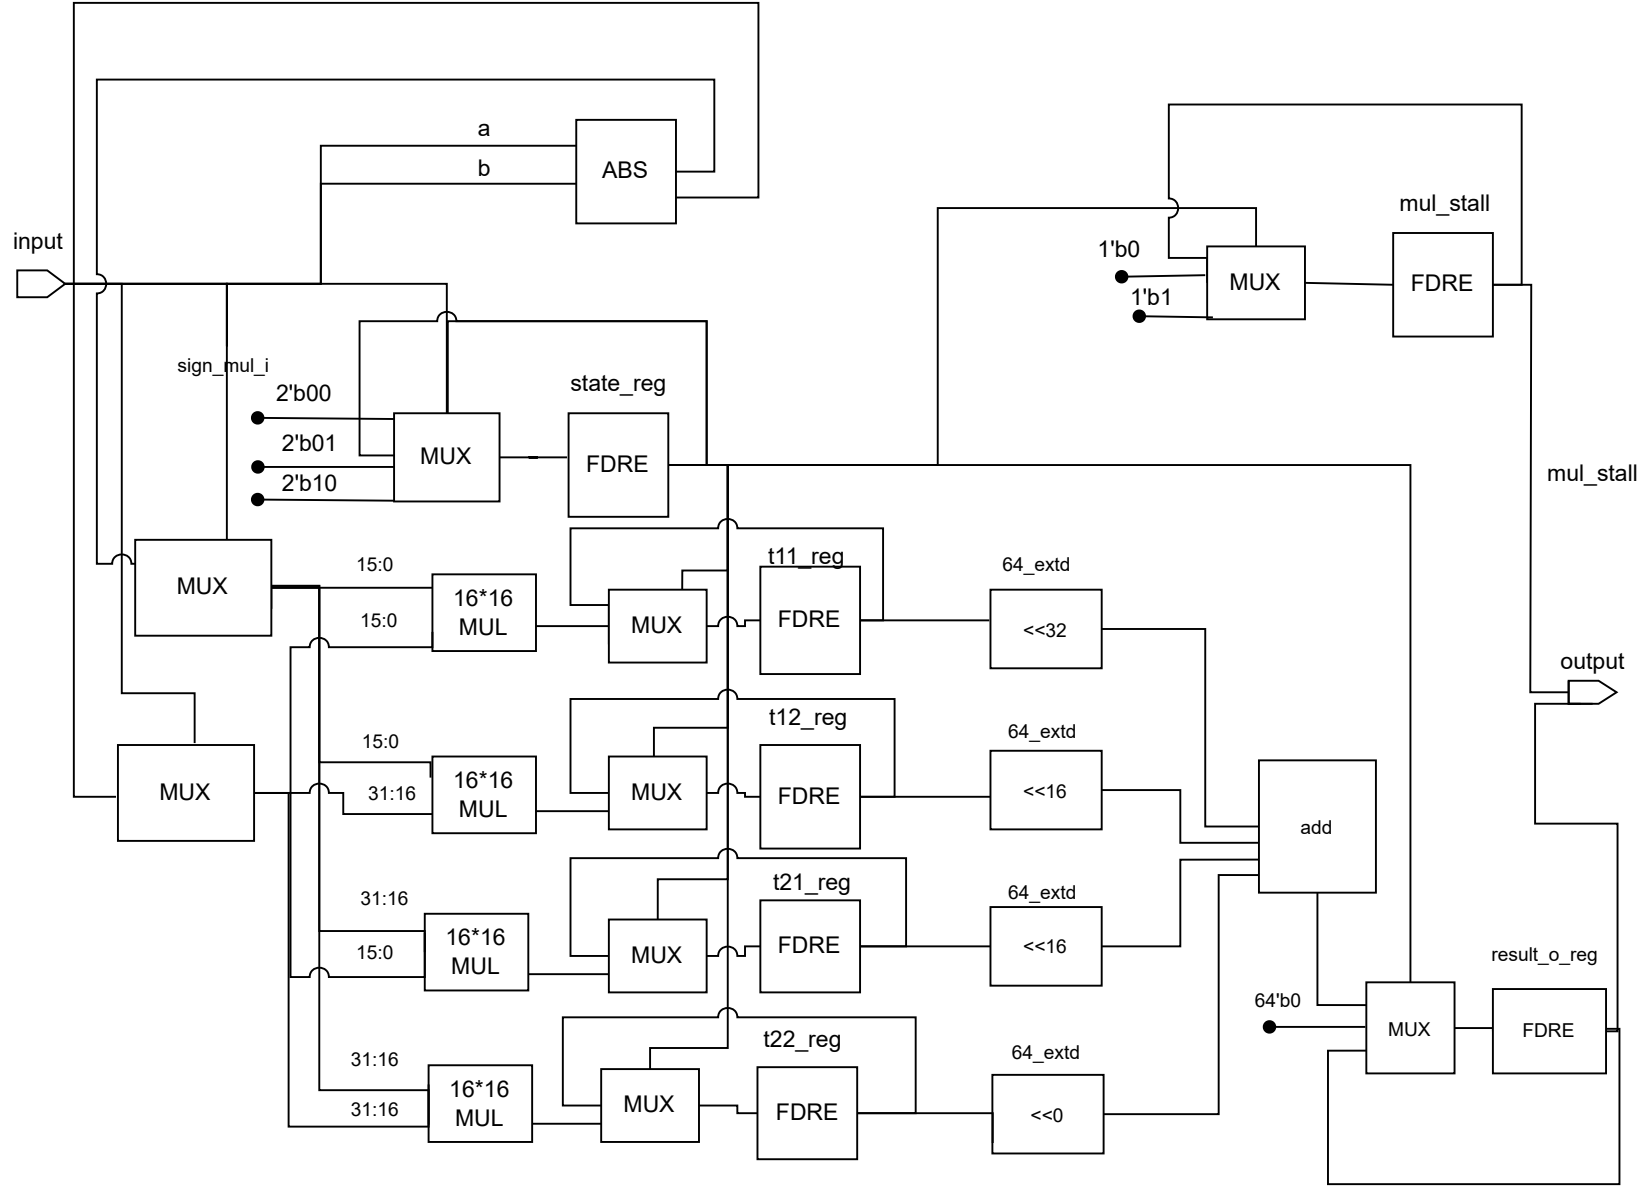 a
ABS
b
input
mul_stall
1'b0
MUX
FDRE
1'b1
sign_mul_i
2'b00
state_reg
2'b01
MUX
FDRE
2'b10
mul_stall
MUX
15:0
15:0
16*16
MUL
MUX
t11_reg
FDRE
64_extd
<<32
output
MUX
15:0
31:16
16*16
MUL
MUX
t12_reg
FDRE
64_extd
<<16
add
31:16
15:0
16*16
MUL
MUX
t21_reg
FDRE
64_extd
<<16
result_o_reg
64'b0
MUX
FDRE
31:16
31:16
16*16
MUL
MUX
t22_reg
FDRE
64_extd
<<0